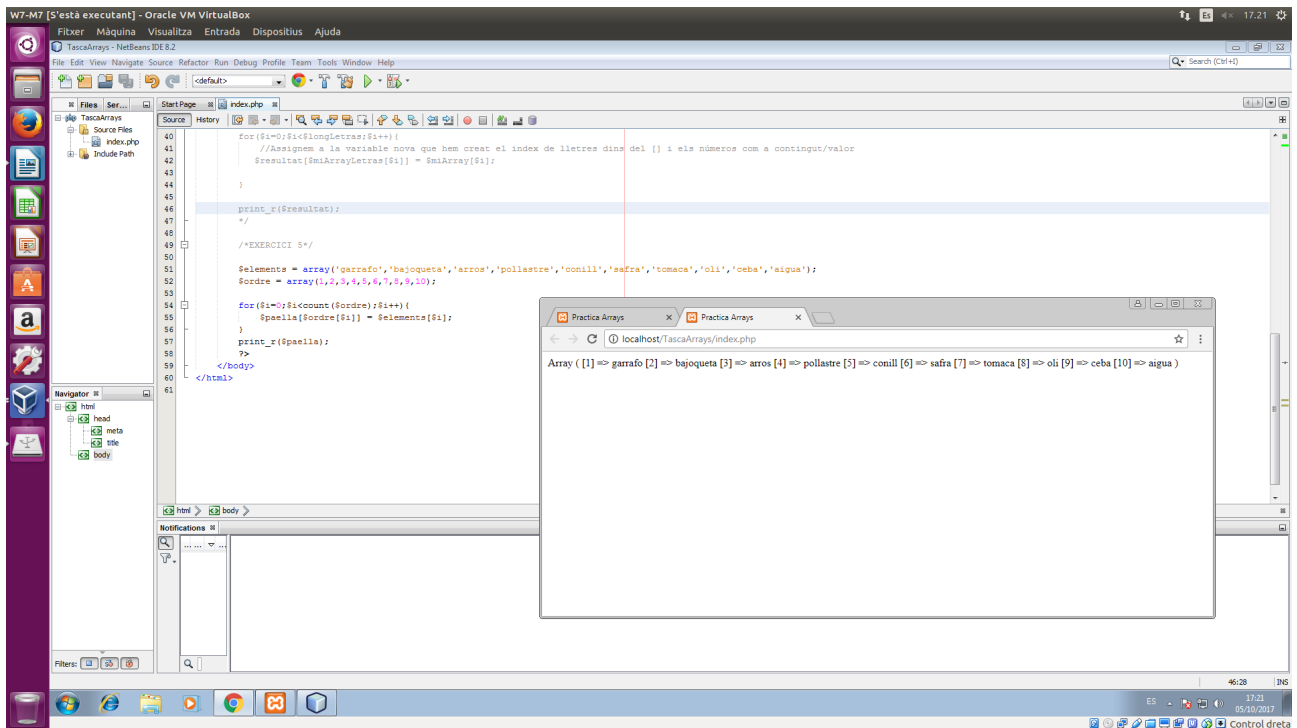 W7-M7 [S'està executant] - Oracle VM VirtualBox
Es
17.21
Fitxer Màquina Visualitza Entrada Dispositius Ajuda
TascaArrays - NetBeans IDE 8.2
File Edit View Navigate Source Refactor Run Debug Profile Team Tools Window Help
Search (Ctrl+I)
<default>
Files Ser...
Start Page index.php
TascaArrays
Source Files
index.php
Include Path
Source History
40 for($i=0;$i<$longLetras;$i++){
41 //Assignem a la variable nova que hem creat el index de lletres dins del [] i els números com a contingut/valor
42 $resultat[$miArrayLetras[$i]] = $miArray[$i];
43
44 }
45
46 print_r($resultat);
47 */
48
49 /*EXERCICI 5*/
50
51 $elements = array('garrafo','bajoqueta','arros','pollastre','conill','safra','tomaca','oli','ceba','aigua');
52 $ordre = array(1,2,3,4,5,6,7,8,9,10);
53
54 for($i=0;$i<count($ordre);$i++){
55 $paella[$ordre[$i]] = $elements[$i];
56 }
57 print_r($paella);
58 ?>
59 </body>
60 </html>
61
Practica Arrays
Practica Arrays
localhost/TascaArrays/index.php
Array ( [1] => garrafo [2] => bajoqueta [3] => arros [4] => pollastre [5] => conill [6] => safra [7] => tomaca [8] => oli [9] => ceba [10] => aigua )
Navigator
html
head
meta
title
body
html body
Notifications
... ... ...
Filters:
46:28 INS
ES
17:21
05/10/2017
Control dreta